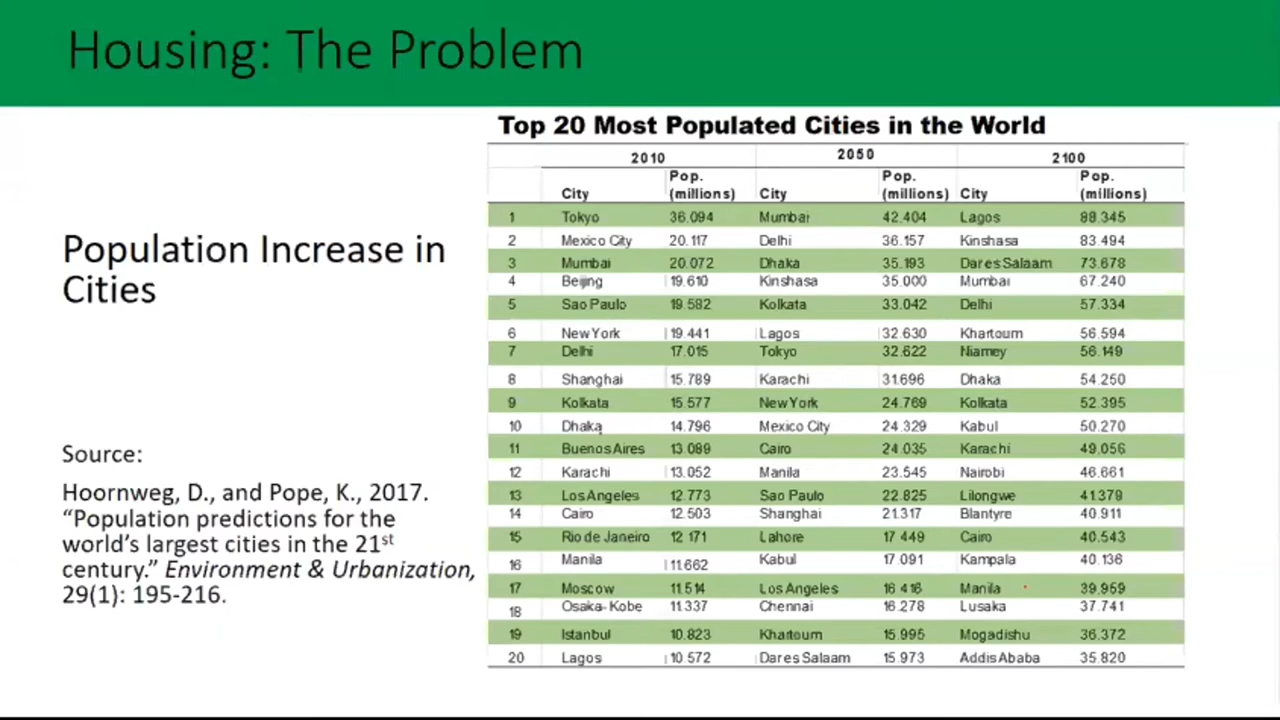 Housing: The Problem
Population Increase in
Cities
Source:
Hoornweg, D., and Pope, K., 2017.
“Population predictions for the
world’s largest cities in the 21st
century.” Environment & Urbanization,
29(1): 195-216.
Top 20 Most Populated Cities in the World
2010 2050 2100
City Pop. (millions) City Pop. (millions) City Pop. (millions)
1 Tokyo 36.094 Mumbai 42.404 Lagos 88.345
2 Mexico City 20.117 Delhi 36.157 Kinshasa 83.494
3 Mumbai 20.072 Dhaka 35.193 Dar es Salaam 73.678
4 Beijing 19.610 Kinshasa 35.000 Mumbai 67.240
5 Sao Paulo 19.582 Kolkata 33.042 Delhi 57.334
6 New York 19.441 Lagos 32.630 Khartoum 56.594
7 Delhi 17.015 Tokyo 32.622 Niamey 56.149
8 Shanghai 15.789 Karachi 31.696 Dhaka 54.250
9 Kolkata 15.577 New York 24.769 Kolkata 52.395
10 Dhaka 14.796 Mexico City 24.329 Kabul 50.270
11 Buenos Aires 13.089 Cairo 24.035 Karachi 49.056
12 Karachi 13.052 Manila 23.545 Nairobi 46.661
13 Los Angeles 12.773 Sao Paulo 22.825 Lilongwe 41.379
14 Cairo 12.503 Shanghai 21.317 Blantyre 40.911
15 Rio de Janeiro 12 171 Lahore 17 449 Cairo 40.543
16 Manila 11.662 Kabul 17.091 Kampala 40.136
17 Moscow 11.514 Los Angeles 16 416 Manila 39.959
18 Osaka-Kobe 11.337 Chennai 16.278 Lusaka 37.741
19 Istanbul 10.823 Khartoum 15.995 Mogadishu 36.372
20 Lagos 10 572 Dar es Salaam 15.973 Addis Ababa 35.820